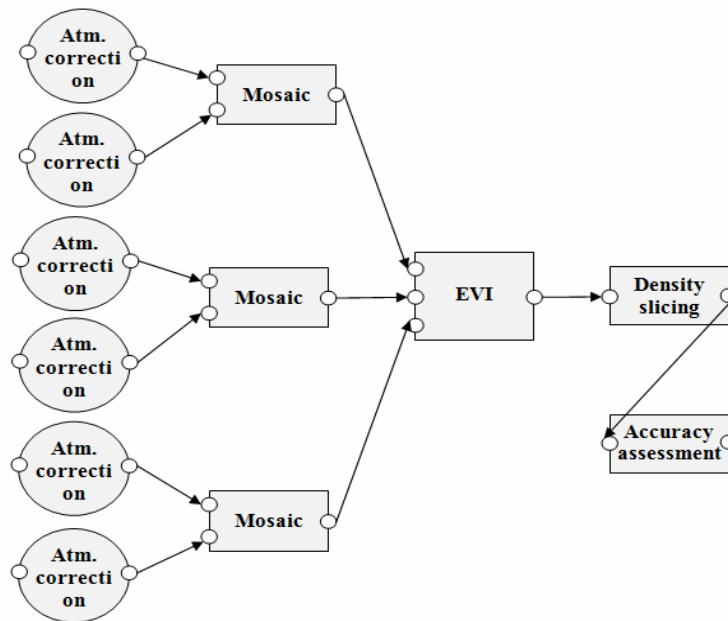 Atm.
correcti
on
Mosaic
Atm.
correcti
on
Atm.
correcti
on
Mosaic
Atm.
correcti
on
EVI
Density
slicing
Accuracy
assessment
Atm.
correcti
on
Mosaic
Atm.
correcti
on